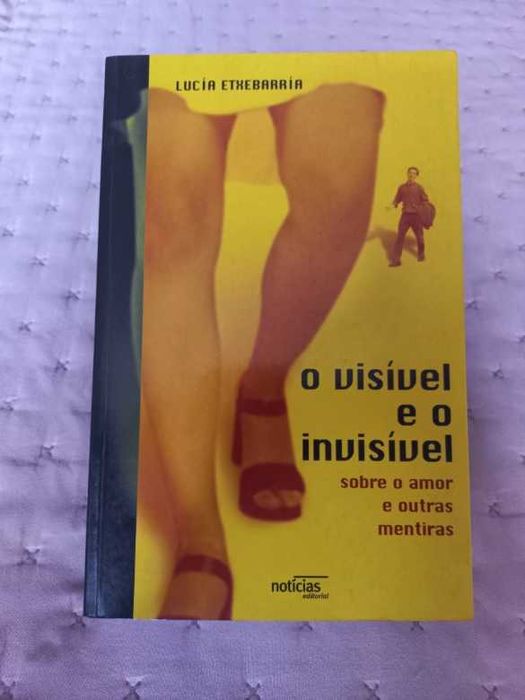 LUCÍA ETXEBARRÍA
o visível
e o
invisível
sobre o amor
e outras
mentiras
notícias
editorial